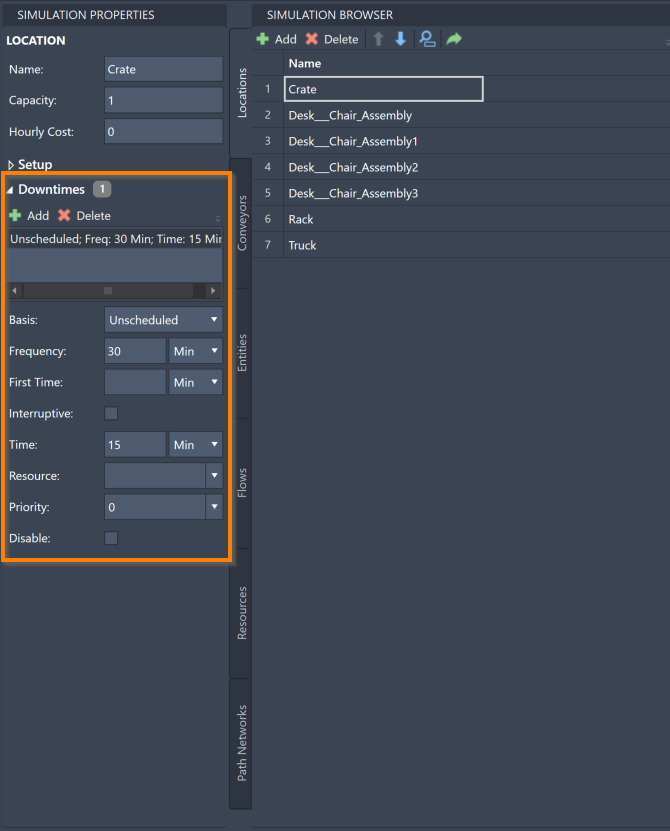 SIMULATION PROPERTIES
LOCATION
Name: Crate
Capacity: 1
Hourly Cost: 0
Setup
Downtimes 1
Add Delete
Unscheduled; Freq: 30 Min; Time: 15 Min
Basis: Unscheduled
Frequency: 30 Min
First Time: Min
Interruptive:
Time: 15 Min
Resource:
Priority: 0
Disable:
Locations
Conveyors
Entities
Flows
Resources
Path Networks
SIMULATION BROWSER
Add Delete
Name
1 Crate
2 Desk__Chair_Assembly
3 Desk__Chair_Assembly1
4 Desk__Chair_Assembly2
5 Desk__Chair_Assembly3
6 Rack
7 Truck